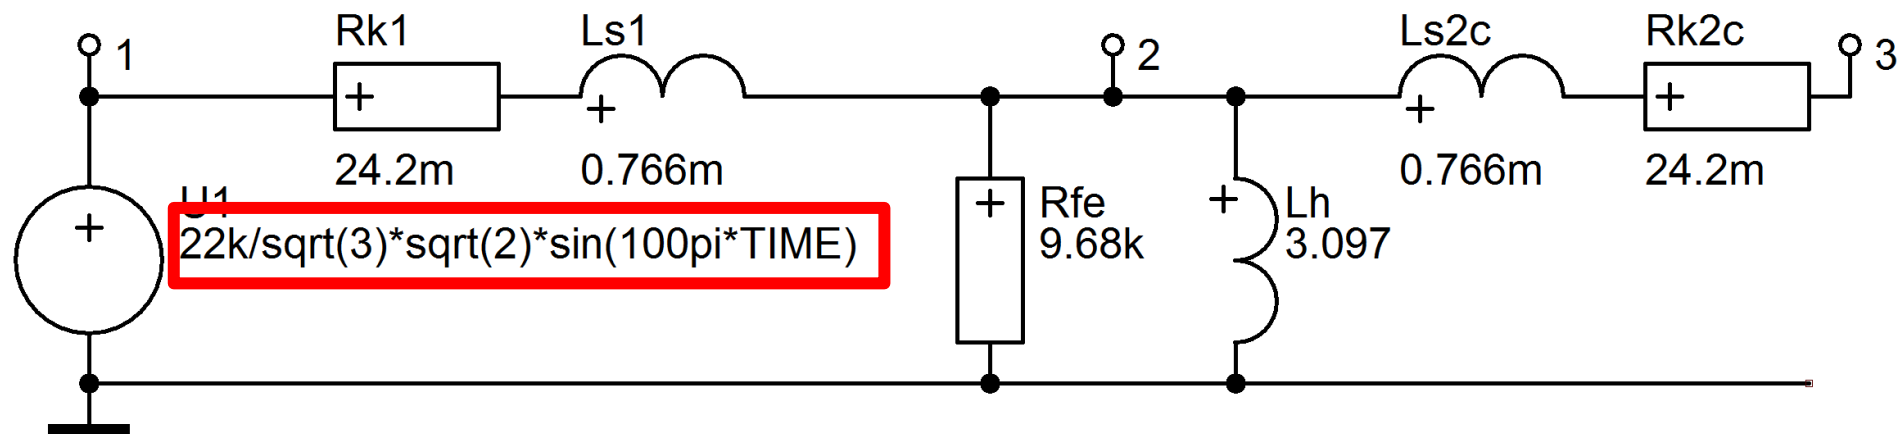 1
Rk1
24.2m
Ls1
0.766m
2
Ls2c
0.766m
Rk2c
24.2m
3
U1
22k/sqrt(3)*sqrt(2)*sin(100pi*TIME)
Rfe
9.68k
Lh
3.097